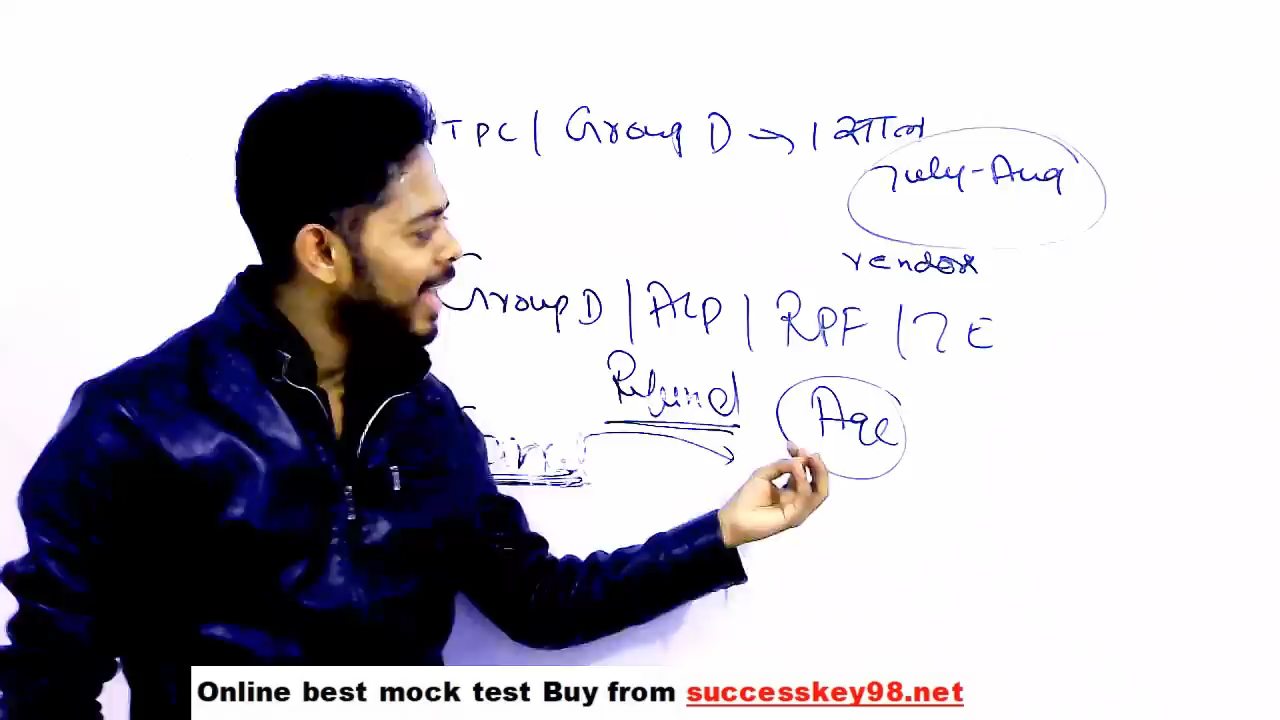 TPC | Group D → 1 साल
July-Aug
vendor
Group D | ALP | RPF | JE
Refund
Age
Online best mock test Buy from successkey98.net